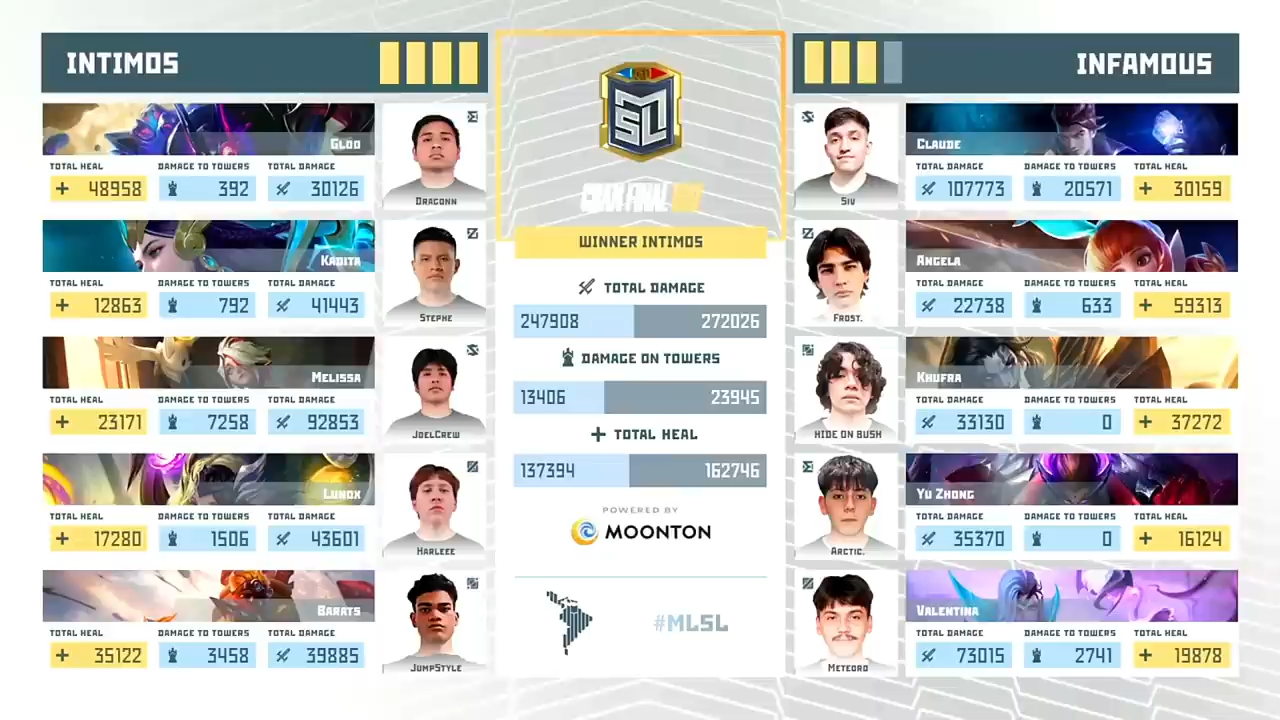 INTIMOS
GLOO
TOTAL HEAL DAMAGE TO TOWERS TOTAL DAMAGE
+ 48958 392 30126
DRAGONN
KADITA
TOTAL HEAL DAMAGE TO TOWERS TOTAL DAMAGE
+ 12863 792 41443
STEPHE
MELISSA
TOTAL HEAL DAMAGE TO TOWERS TOTAL DAMAGE
+ 23171 7258 92853
JOELCREW
LUNOX
TOTAL HEAL DAMAGE TO TOWERS TOTAL DAMAGE
+ 17280 1506 43601
HARLEEE
BARATS
TOTAL HEAL DAMAGE TO TOWERS TOTAL DAMAGE
+ 35122 3458 39885
JUMPSTYLE
SL
WINNER INTIMOS
TOTAL DAMAGE
247908 272026
DAMAGE ON TOWERS
13406 23945
+ TOTAL HEAL
137394 162746
POWERED BY
MOONTON
#MLSL
INFAMOUS
SIV
CLAUDE
TOTAL DAMAGE DAMAGE TO TOWERS TOTAL HEAL
107773 20571 + 30159
FROST.
ANGELA
TOTAL DAMAGE DAMAGE TO TOWERS TOTAL HEAL
22738 633 + 59313
HIDE ON BUSH
KHUFRA
TOTAL DAMAGE DAMAGE TO TOWERS TOTAL HEAL
33130 0 + 37272
ARCTIC.
YU ZHONG
TOTAL DAMAGE DAMAGE TO TOWERS TOTAL HEAL
35370 0 + 16124
METEORO
VALENTINA
TOTAL DAMAGE DAMAGE TO TOWERS TOTAL HEAL
73015 2741 + 19878